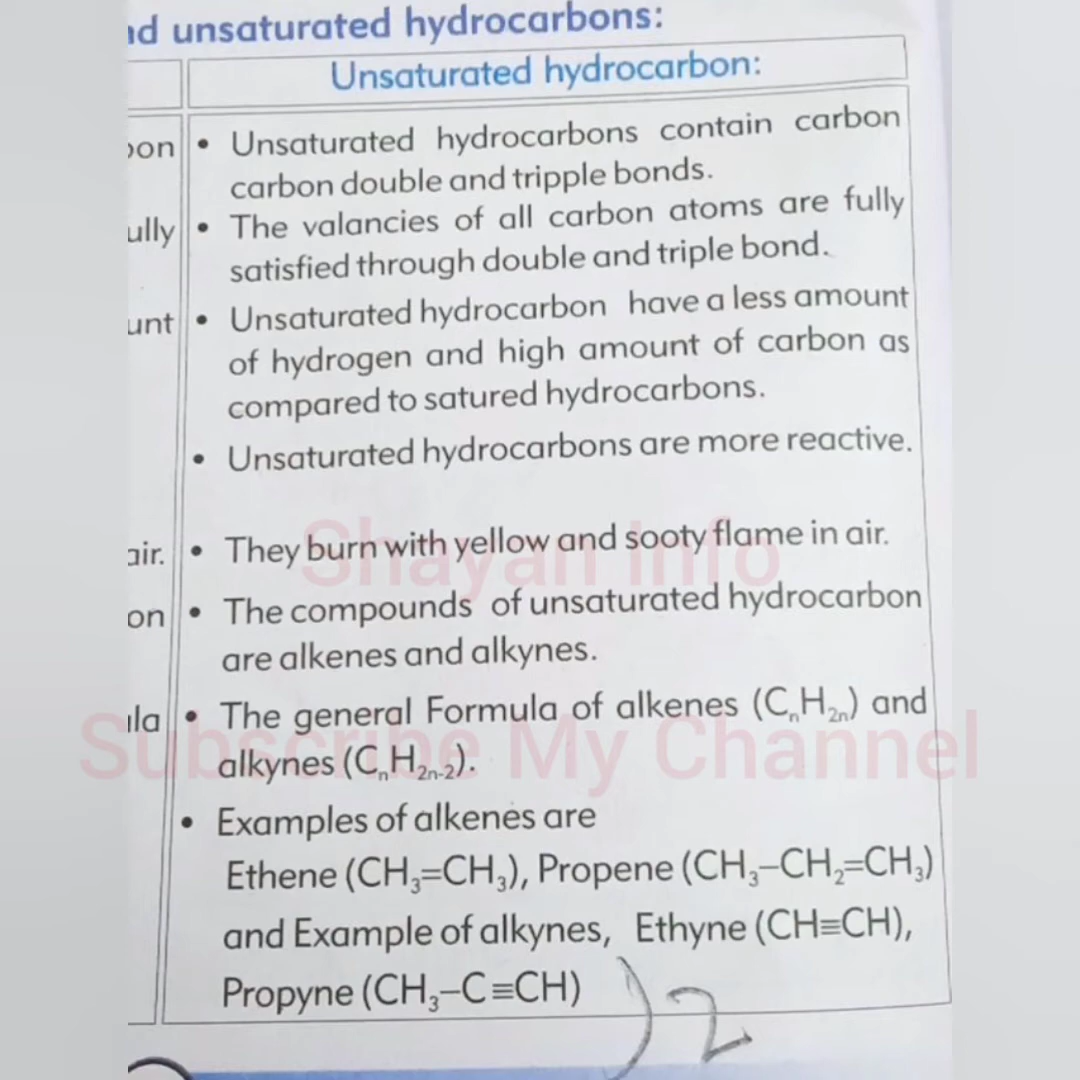 nd unsaturated hydrocarbons:
Unsaturated hydrocarbon:
bon
• Unsaturated hydrocarbons contain carbon
carbon double and tripple bonds.
ully
• The valancies of all carbon atoms are fully
satisfied through double and triple bond.
unt
• Unsaturated hydrocarbon have a less amount
of hydrogen and high amount of carbon as
compared to satured hydrocarbons.
• Unsaturated hydrocarbons are more reactive.
Shayan Info
air.
• They burn with yellow and sooty flame in air.
on
• The compounds of unsaturated hydrocarbon
are alkenes and alkynes.
ula
• The general Formula of alkenes (CₙH₂ₙ) and
Subscribe My Channel
alkynes (CₙH₂ₙ₋₂).
• Examples of alkenes are
Ethene (CH₃=CH₃), Propene (CH₃–CH₂=CH₃)
and Example of alkynes, Ethyne (CH≡CH),
Propyne (CH₃–C≡CH)
)2